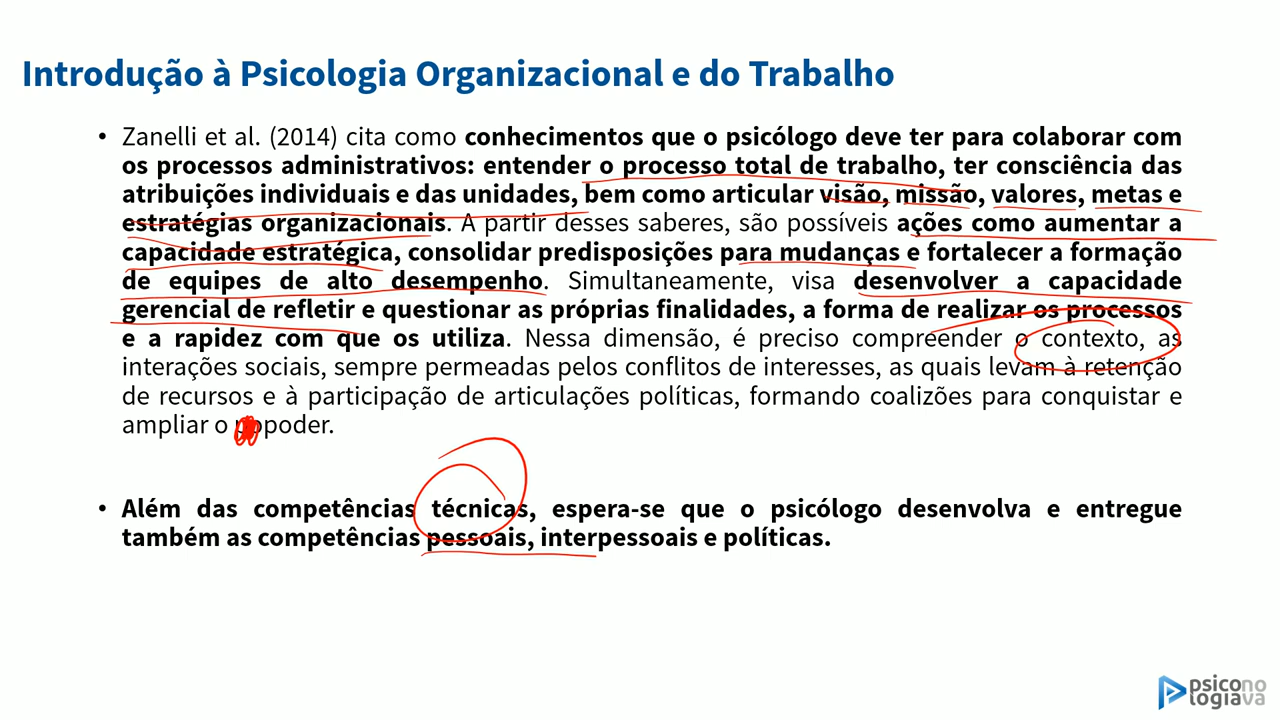 Introdução à Psicologia Organizacional e do Trabalho
• Zanelli et al. (2014) cita como conhecimentos que o psicólogo deve ter para colaborar com
os processos administrativos: entender o processo total de trabalho, ter consciência das
atribuições individuais e das unidades, bem como articular visão, missão, valores, metas e
estratégias organizacionais. A partir desses saberes, são possíveis ações como aumentar a
capacidade estratégica, consolidar predisposições para mudanças e fortalecer a formação
de equipes de alto desempenho. Simultaneamente, visa desenvolver a capacidade
gerencial de refletir e questionar as próprias finalidades, a forma de realizar os processos
e a rapidez com que os utiliza. Nessa dimensão, é preciso compreender o contexto, as
interações sociais, sempre permeadas pelos conflitos de interesses, as quais levam à retenção
de recursos e à participação de articulações políticas, formando coalizões para conquistar e
ampliar o poder.
• Além das competências técnicas, espera-se que o psicólogo desenvolva e entregue
também as competências pessoais, interpessoais e políticas.
psicono
logiava